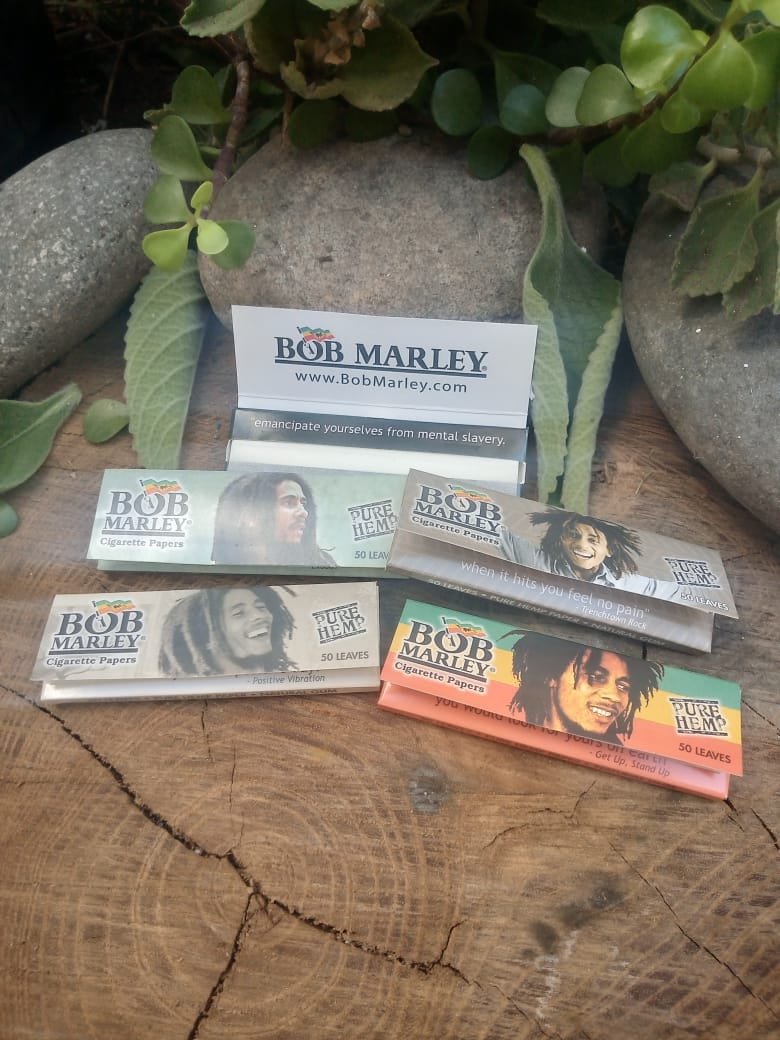 BOB MARLEY®
www.BobMarley.com
"emancipate yourselves from mental slavery.
BOB
MARLEY®
Cigarette Papers
PURE
HEMP
50 LEAV
BOB
MARLEY®
Cigarette Papers
PURE
HEMP
50 LEAVES
when it hits you feel no pain"
- Trenchtown Rock
50 LEAVES • PURE HEMP PAPER • NATURAL GUM
BOB
MARLEY®
Cigarette Papers
PURE
HEMP
50 LEAVES
- Positive Vibration
NATURAL GUM
BOB
MARLEY®
Cigarette Papers
PURE
HEMP
50 LEAVES
you would look for yours on earth
- Get Up, Stand Up